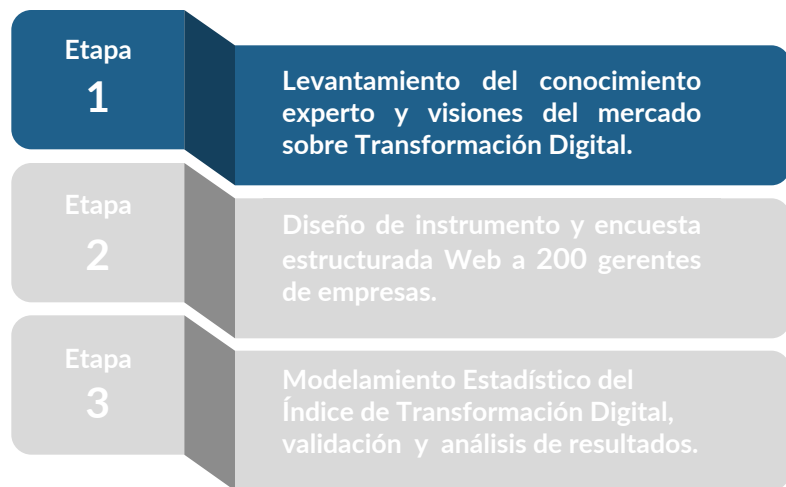 Etapa
1
Levantamiento del conocimiento
experto y visiones del mercado
sobre Transformación Digital.
Etapa
2
Diseño de instrumento y encuesta
estructurada Web a 200 gerentes
de empresas.
Etapa
3
Modelamiento Estadístico del
Índice de Transformación Digital,
validación y análisis de resultados.